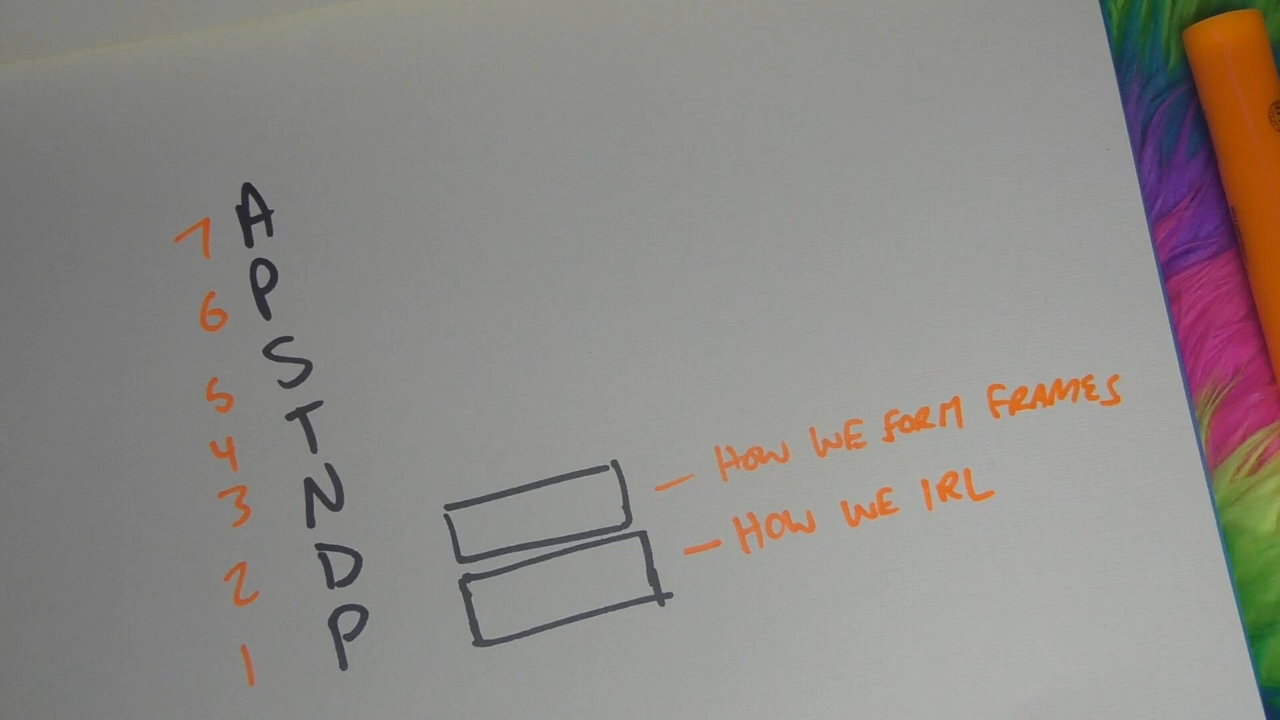 7 A
6 P
5 S
4 T
3 N
2 D
1 P
HOW WE FORM FRAMES
HOW WE IRL